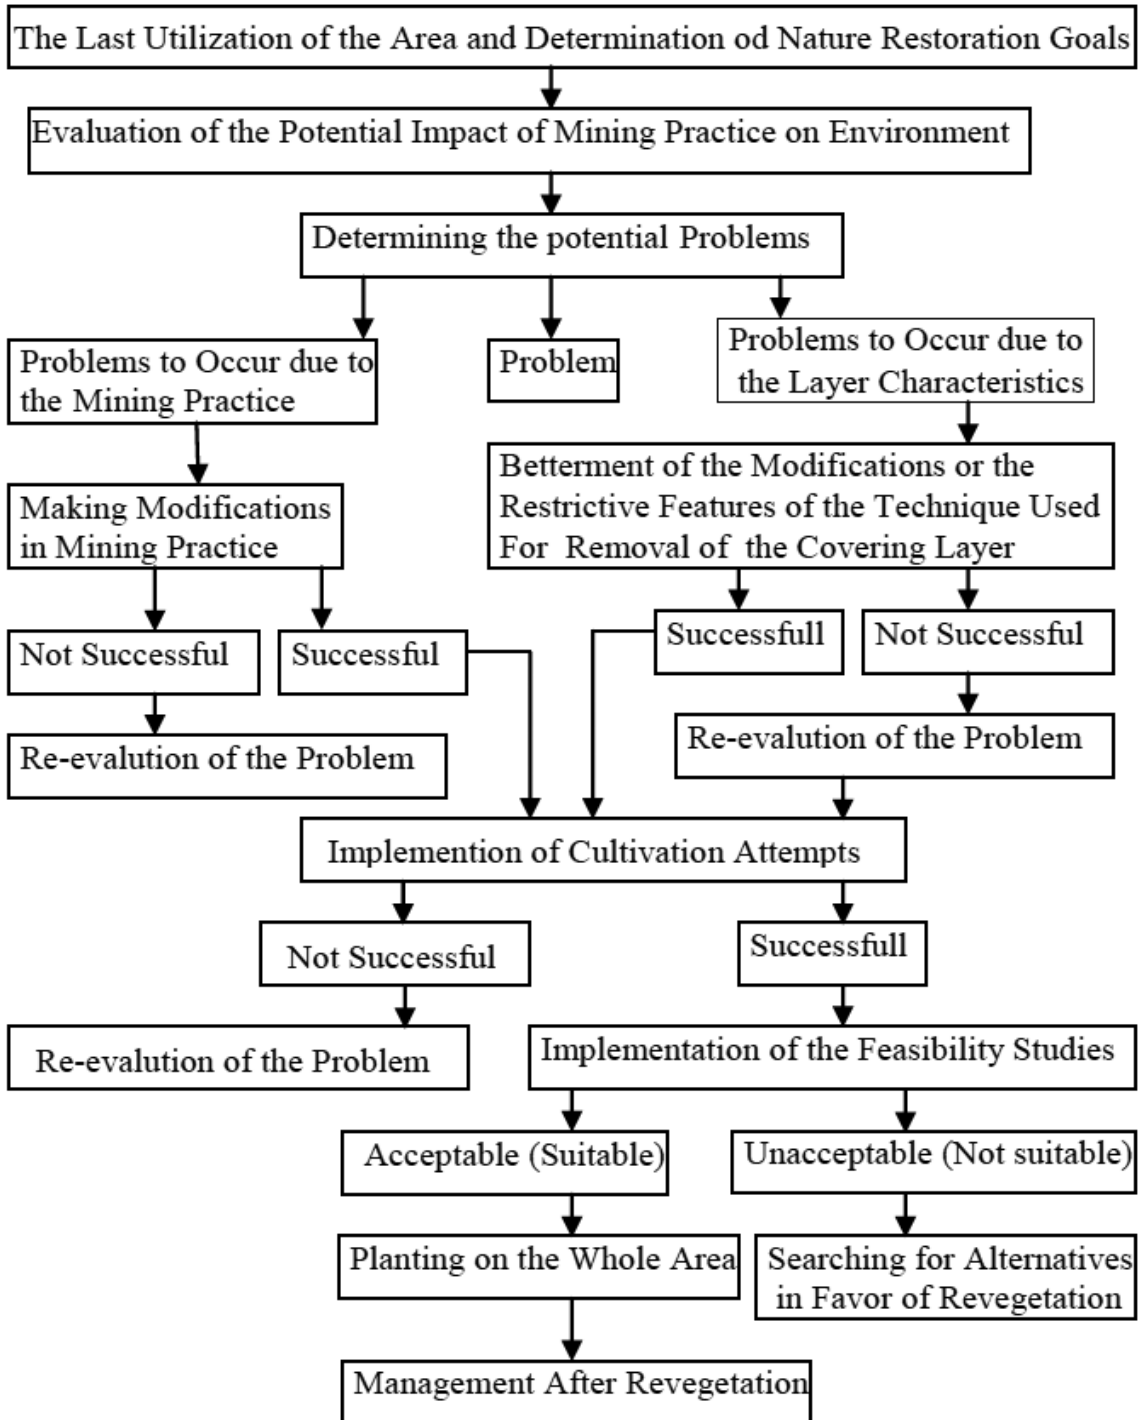 The Last Utilization of the Area and Determination od Nature Restoration Goals
Evaluation of the Potential Impact of Mining Practice on Environment
Determining the potential Problems
Problems to Occur due to
the Mining Practice
Problem
Problems to Occur due to
the Layer Characteristics
Making Modifications
in Mining Practice
Betterment of the Modifications or the
Restrictive Features of the Technique Used
For Removal of the Covering Layer
Not Successful
Successful
Successfull
Not Successful
Re-evalution of the Problem
Re-evalution of the Problem
Implemention of Cultivation Attempts
Not Successful
Successfull
Re-evalution of the Problem
Implementation of the Feasibility Studies
Acceptable (Suitable)
Unacceptable (Not suitable)
Planting on the Whole Area
Searching for Alternatives
in Favor of Revegetation
Management After Revegetation